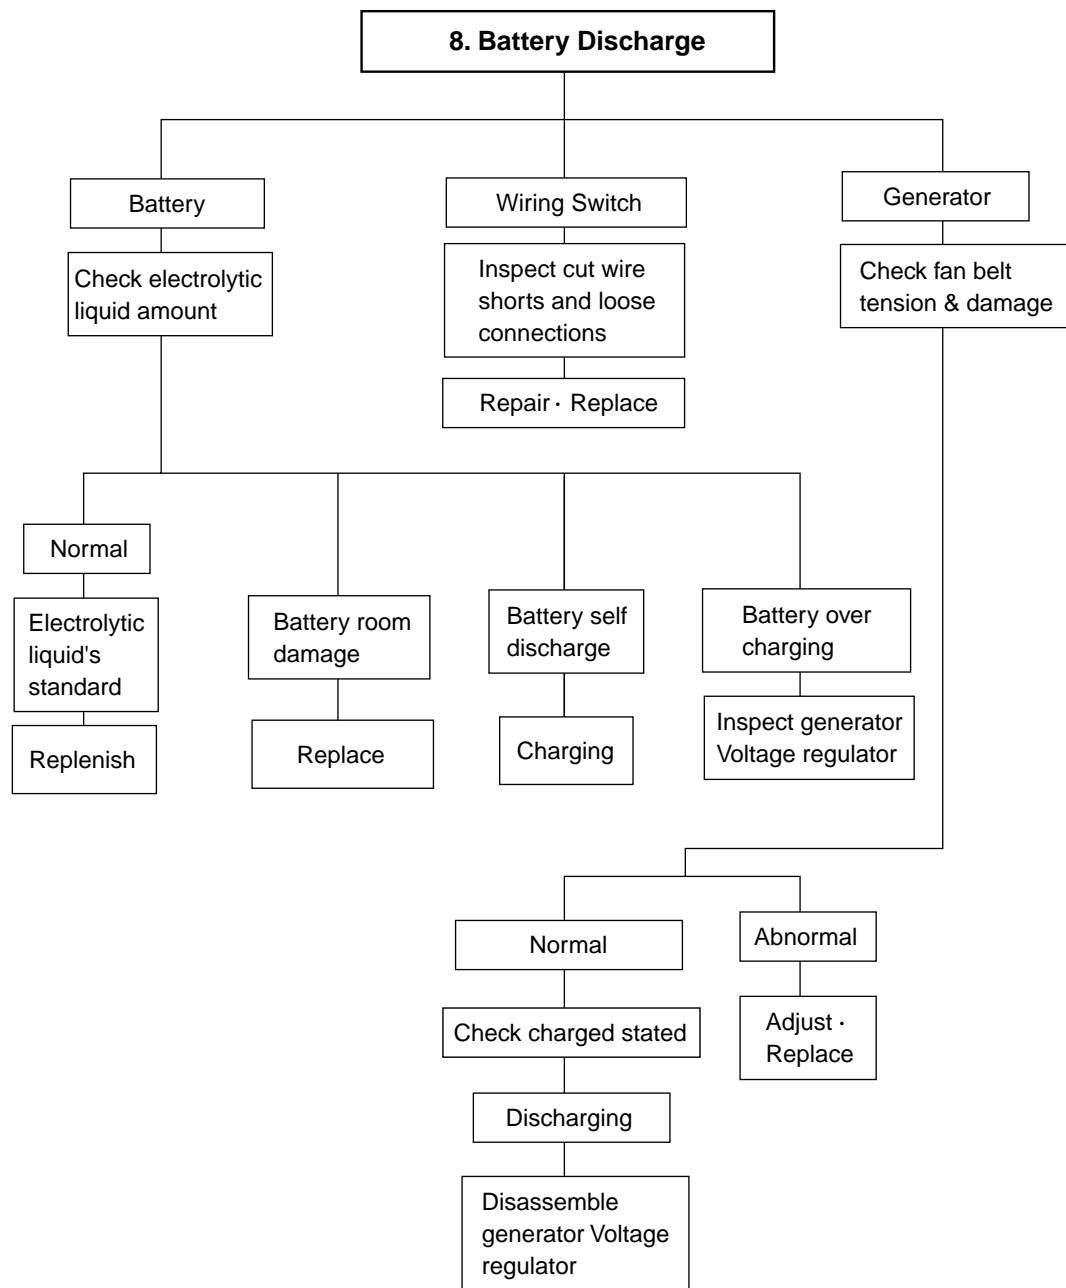 8. Battery Discharge
Battery
Wiring Switch
Generator
Check electrolytic
liquid amount
Inspect cut wire
shorts and loose
connections
Check fan belt
tension & damage
Repair · Replace
Normal
Electrolytic
liquid's
standard
Replenish
Battery room
damage
Replace
Battery self
discharge
Charging
Battery over
charging
Inspect generator
Voltage regulator
Normal
Check charged stated
Discharging
Disassemble
generator Voltage
regulator
Abnormal
Adjust ·
Replace